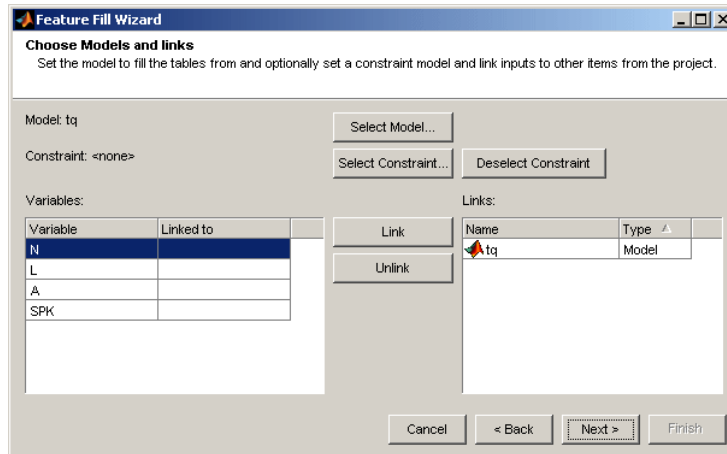 Feature Fill Wizard
Choose Models and links
Set the model to fill the tables from and optionally set a constraint model and link inputs to other items from the project.
Model: tq
Select Model...
Constraint: <none>
Select Constraint...
Deselect Constraint
Variables:
Links:
Variable Linked to
Link
Name Type
N
tq Model
L
Unlink
A
SPK
Cancel
< Back
Next >
Finish